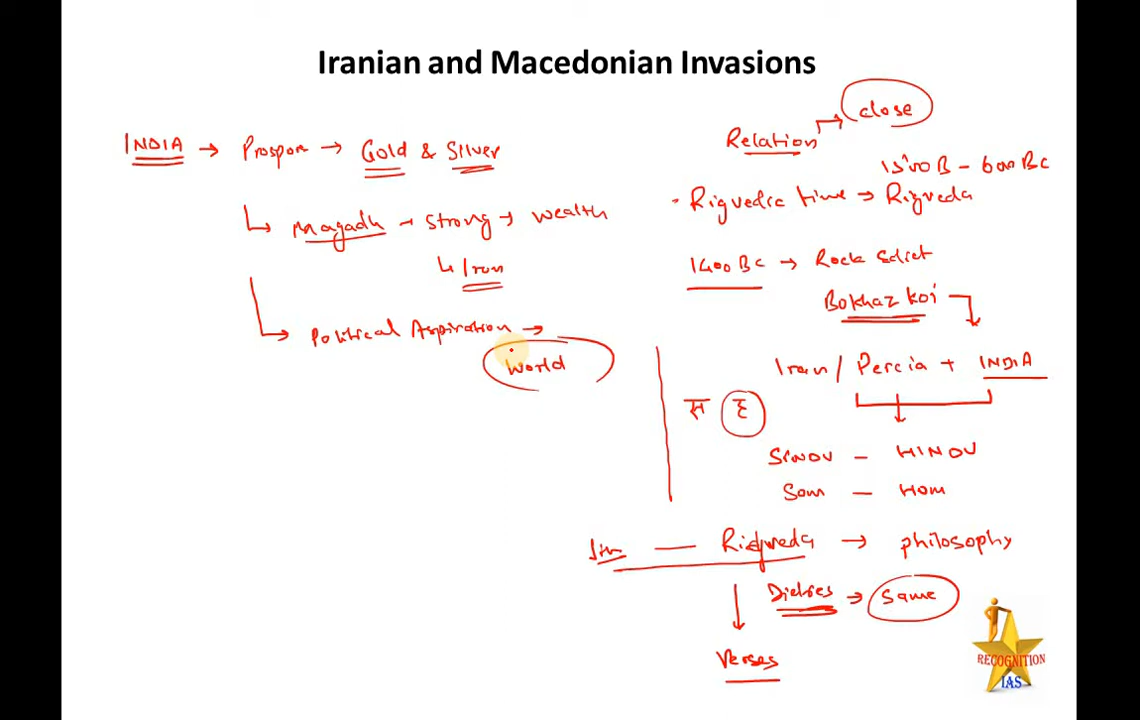 Iranian and Macedonian Invasions
INDIA → Prosper → Gold & Silver
↳ Magadh → Strong → wealth
↳ Iron
↳ Political Aspiration →
World
Relation → close
1500 B - 600 BC
• Rigvedic time → Rigveda
1400 BC → Rock Edict
Bokhaz Koi
Iran / Percia + INDIA
स ह
SINDU - HINDU
Som - HOM
— Rigveda → philosophy
Dieties → Same
Verses
RECOGNITION
IAS